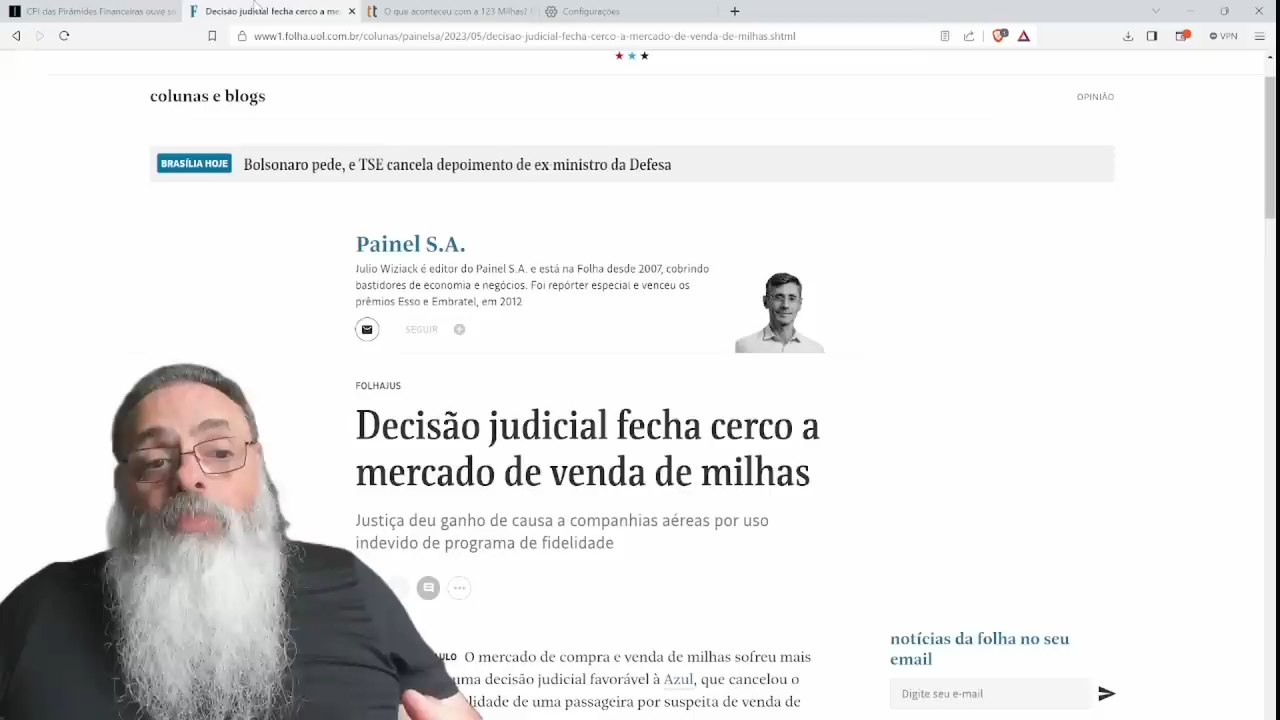 CPI das Pirâmides Financeiras ouve só
Decisão judicial fecha cerco a me
O que aconteceu com a 123 Milhas?
Configurações
www1.folha.uol.com.br/colunas/painelsa/2023/05/decisao-judicial-fecha-cerco-a-mercado-de-venda-de-milhas.shtml
VPN
colunas e blogs
OPINIÃO
BRASÍLIA HOJE Bolsonaro pede, e TSE cancela depoimento de ex-ministro da Defesa
Painel S.A.
Julio Wiziack é editor do Painel S.A. e está na Folha desde 2007, cobrindo
bastidores de economia e negócios. Foi repórter especial e venceu os
prêmios Esso e Embratel, em 2012
SEGUIR
FOLHAJUS
Decisão judicial fecha cerco a
mercado de venda de milhas
Justiça deu ganho de causa a companhias aéreas por uso
indevido de programa de fidelidade
O mercado de compra e venda de milhas sofreu mais
uma decisão judicial favorável à Azul, que cancelou o
lidade de uma passageira por suspeita de venda de
notícias da folha no seu
email
Digite seu e-mail